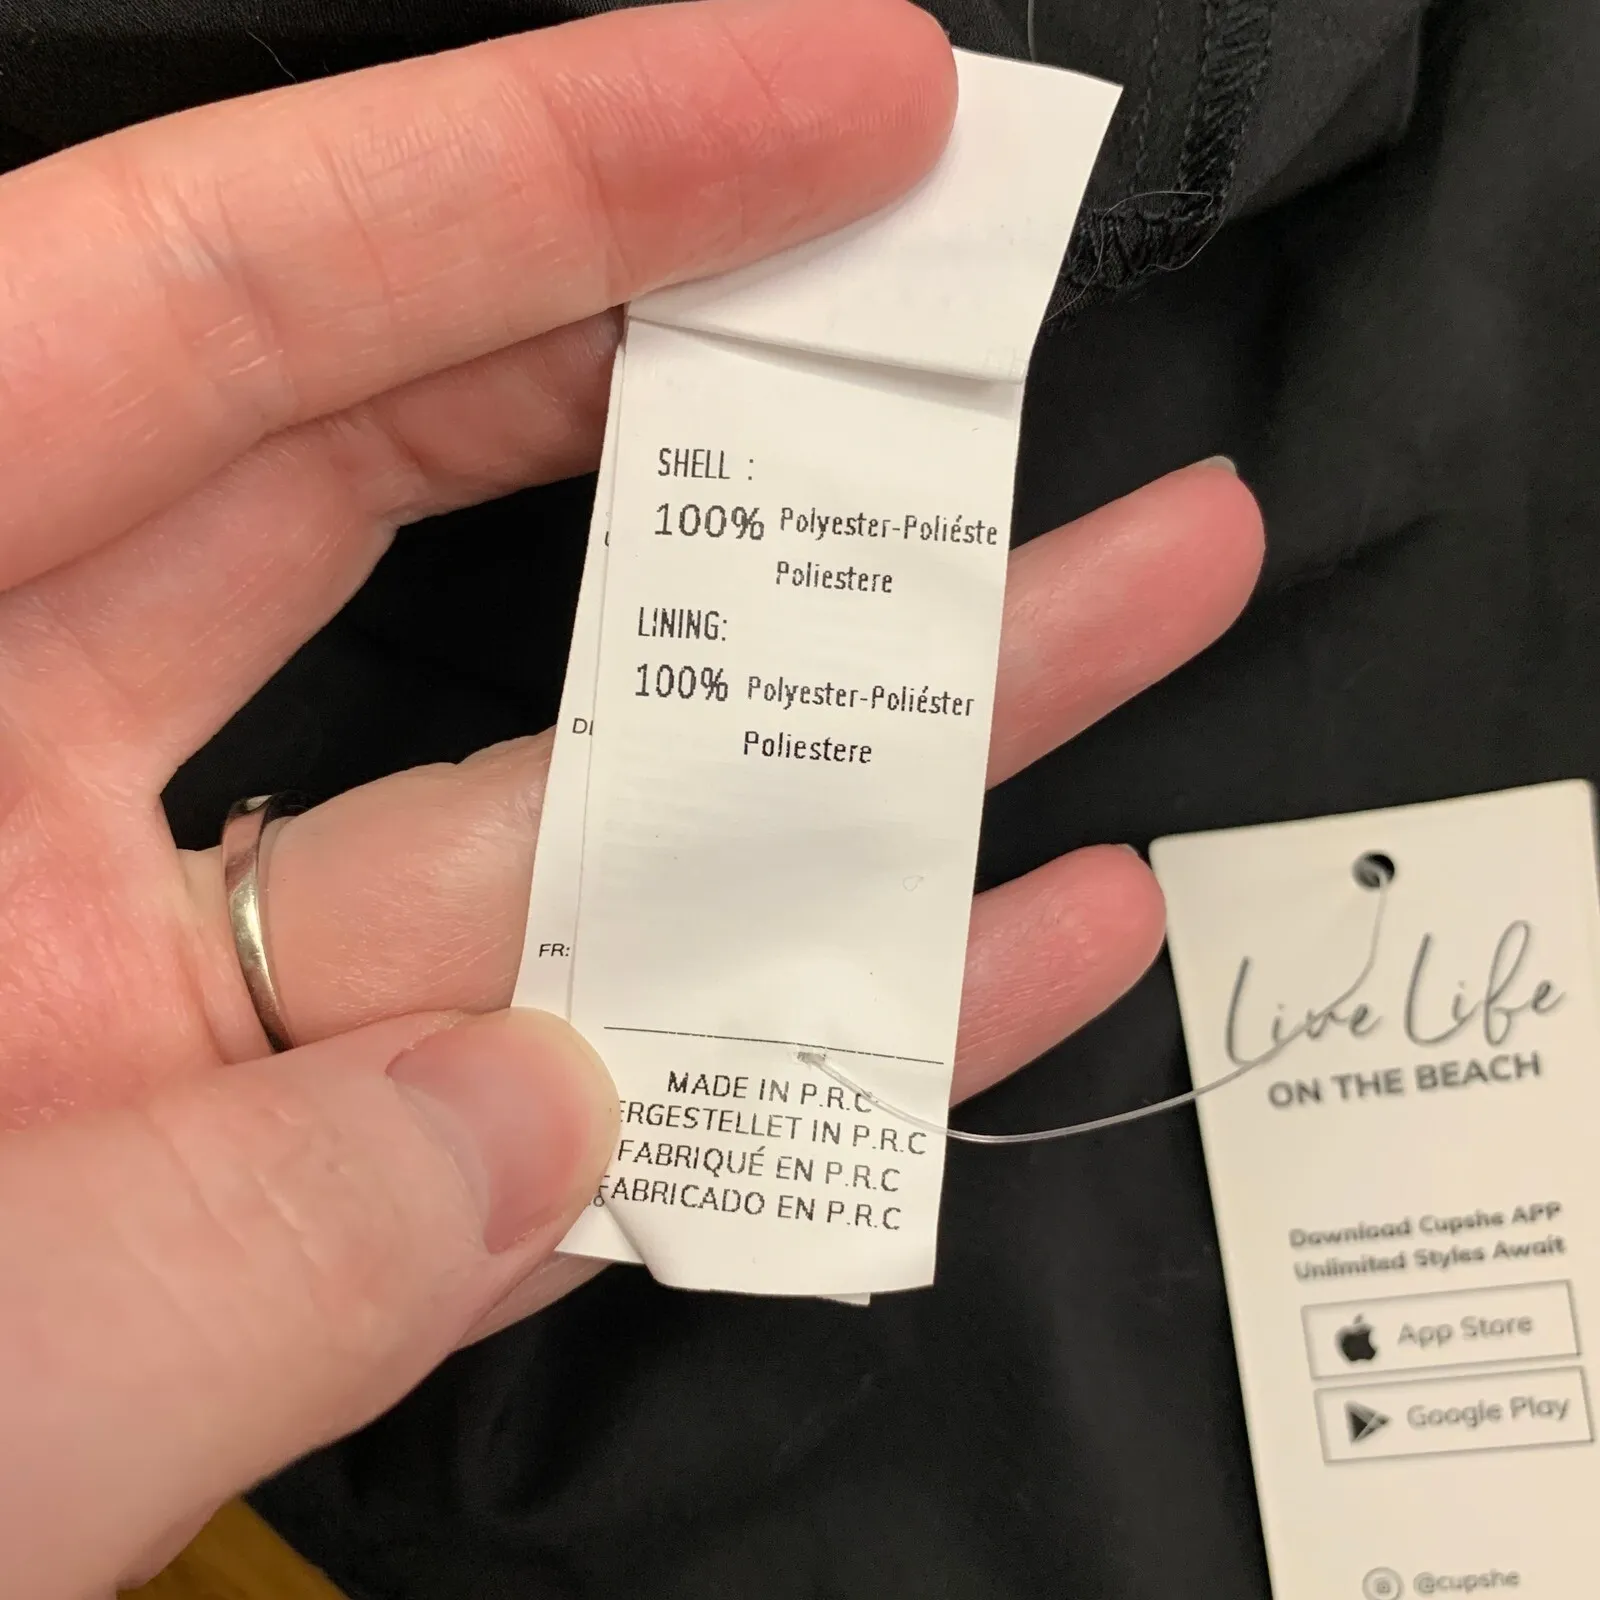 SHELL :
100% Polyester-Poliéste
Poliestere
LINING:
100% Polyester-Poliéster
Poliestere
DI
FR:
MADE IN P.R.C
ERGESTELLET IN P.R.C
FABRIQUÉ EN P.R.C
FABRICADO EN P.R.C
Live Life
ON THE BEACH
Download Cupshe APP
Unlimited Styles Await
App Store
Google Play
@cupshe